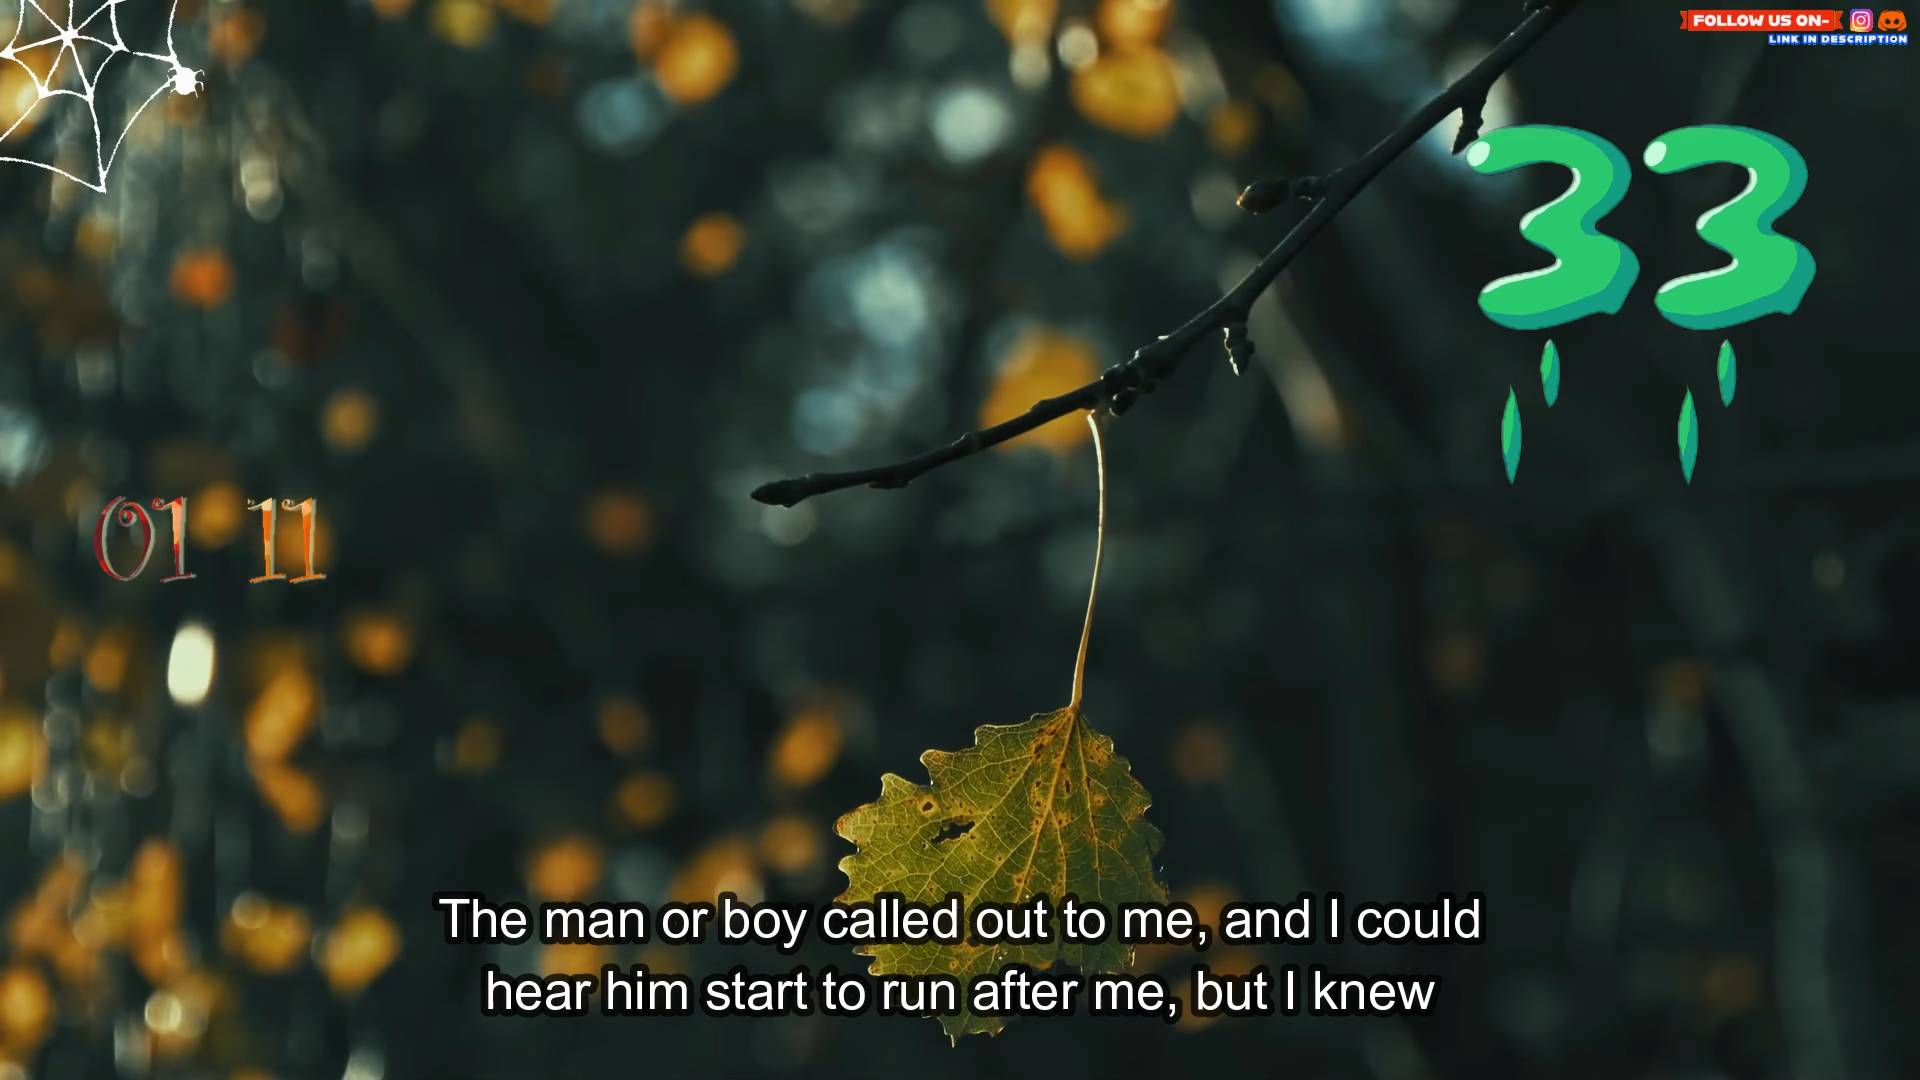 FOLLOW US ON-
LINK IN DESCRIPTION
33
01 11
The man or boy called out to me, and I could
hear him start to run after me, but I knew